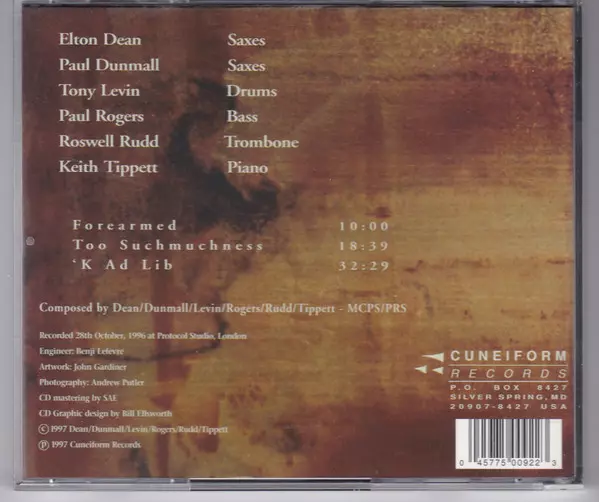 Elton Dean Saxes
Paul Dunmall Saxes
Tony Levin Drums
Paul Rogers Bass
Roswell Rudd Trombone
Keith Tippett Piano
Forearmed 10:00
Too Suchmuchness 18:39
‘K Ad Lib 32:29
Composed by Dean/Dunmall/Levin/Rogers/Rudd/Tippett - MCPS/PRS
Recorded 28th October, 1996 at Protocol Studio, London
Engineer: Benji Lefèvre
Artwork: John Gardiner
Photography: Andrew Putler
CD mastering by SAE
CD Graphic design by Bill Ellsworth
©1997 Dean/Dunmall/Levin/Rogers/Rudd/Tippett
℗ 1997 Cuneiform Records
CUNEIFORM
RECORDS
P.O. BOX 8427
SILVER SPRING, MD
20907-8427 USA
0 45775 00922 3